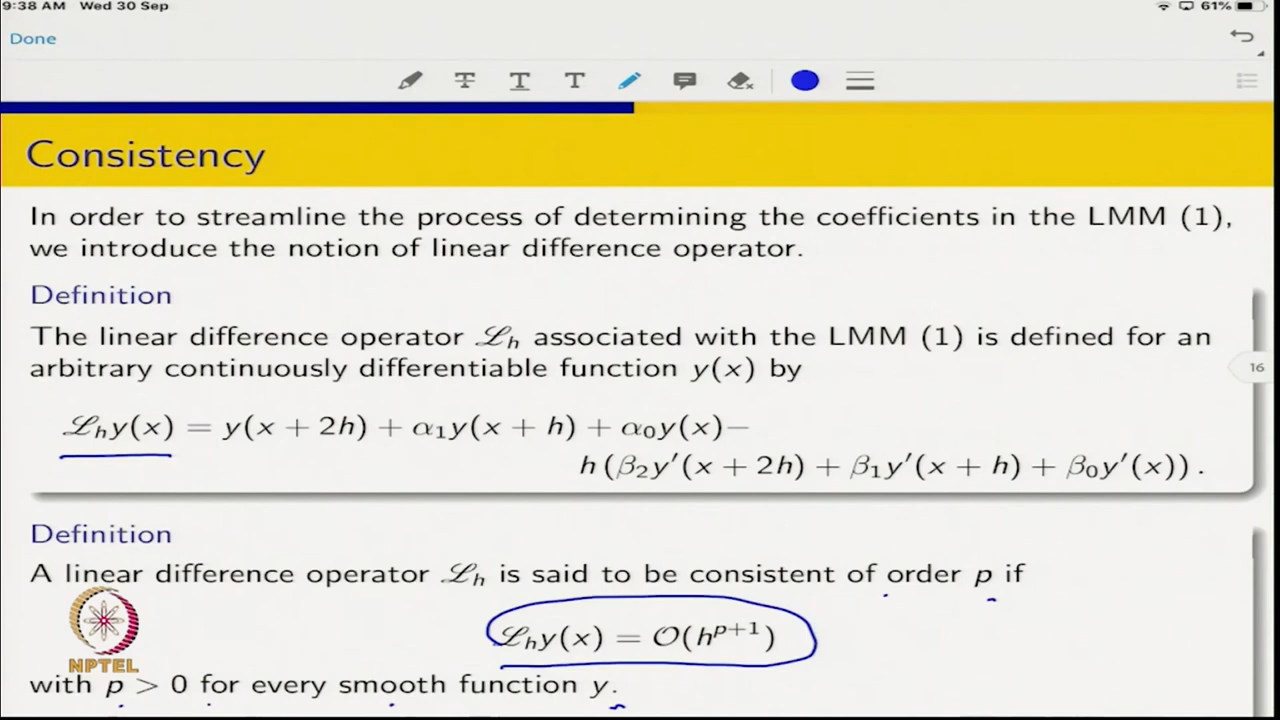 9:38 AM Wed 30 Sep
61%
Done
T T T
Consistency
In order to streamline the process of determining the coefficients in the LMM (1),
we introduce the notion of linear difference operator.
Definition
The linear difference operator ℒₕ associated with the LMM (1) is defined for an
arbitrary continuously differentiable function y(x) by
16
ℒₕy(x) = y(x + 2h) + α₁y(x + h) + α₀y(x)−
h(β₂y′(x + 2h) + β₁y′(x + h) + β₀y′(x)).
Definition
A linear difference operator ℒₕ is said to be consistent of order p if
ℒₕy(x) = 𝒪(hᵖ⁺¹)
NPTEL
with p > 0 for every smooth function y.